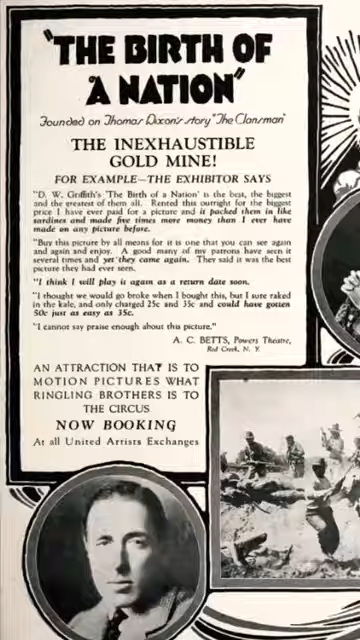 "THE BIRTH OF
A NATION"
Founded on Thomas Dixon's story "The Clansman"
THE INEXHAUSTIBLE
GOLD MINE!
FOR EXAMPLE—THE EXHIBITOR SAYS
"D. W. Griffith's 'The Birth of a Nation' is the best, the biggest
and the greatest of them all. Rented this outright for the biggest
price I have ever paid for a picture and it packed them in like
sardines and made five times more money than I ever have
made on any picture before.
"Buy this picture by all means for it is one that you can see again
and again and enjoy. A good many of my patrons have seen it
several times and yet they came again. They said it was the best
picture they had ever seen.
"I think I will play is again as a return date soon.
"I thought we would go broke when I bought this, but I sure raked
in the kale, and only charged 25c and 35c and could have gotten
50c just as easy as 35c.
"I cannot say praise enough about this picture."
A. C. BETTS, Powers Theatre,
Red Creek, N. Y.
AN ATTRACTION THAT IS TO
MOTION PICTURES WHAT
RINGLING BROTHERS IS TO
THE CIRCUS
NOW BOOKING
At all United Artists Exchanges